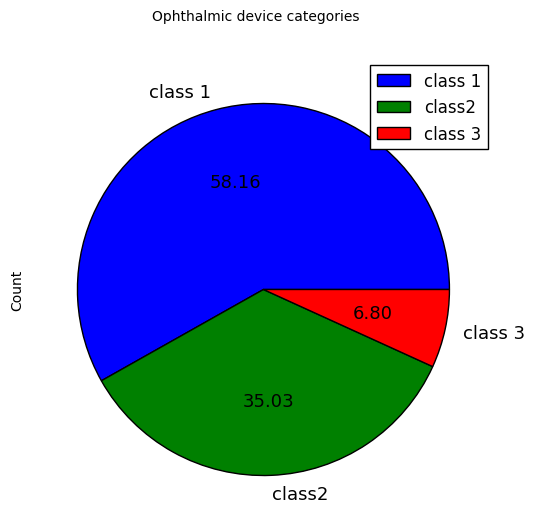 Ophthalmic device categories
class 1
class2
class 3
class 1
58.16
Count
6.80
class 3
35.03
class2